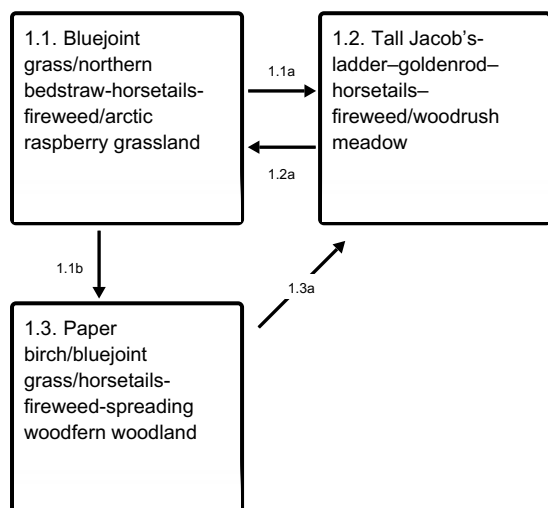 1.1. Bluejoint
grass/northern
bedstraw-horsetails-
fireweed/arctic
raspberry grassland
1.1a
1.2a
1.2. Tall Jacob’s-
ladder–goldenrod–
horsetails–
fireweed/woodrush
meadow
1.1b
1.3a
1.3. Paper
birch/bluejoint
grass/horsetails-
fireweed-spreading
woodfern woodland